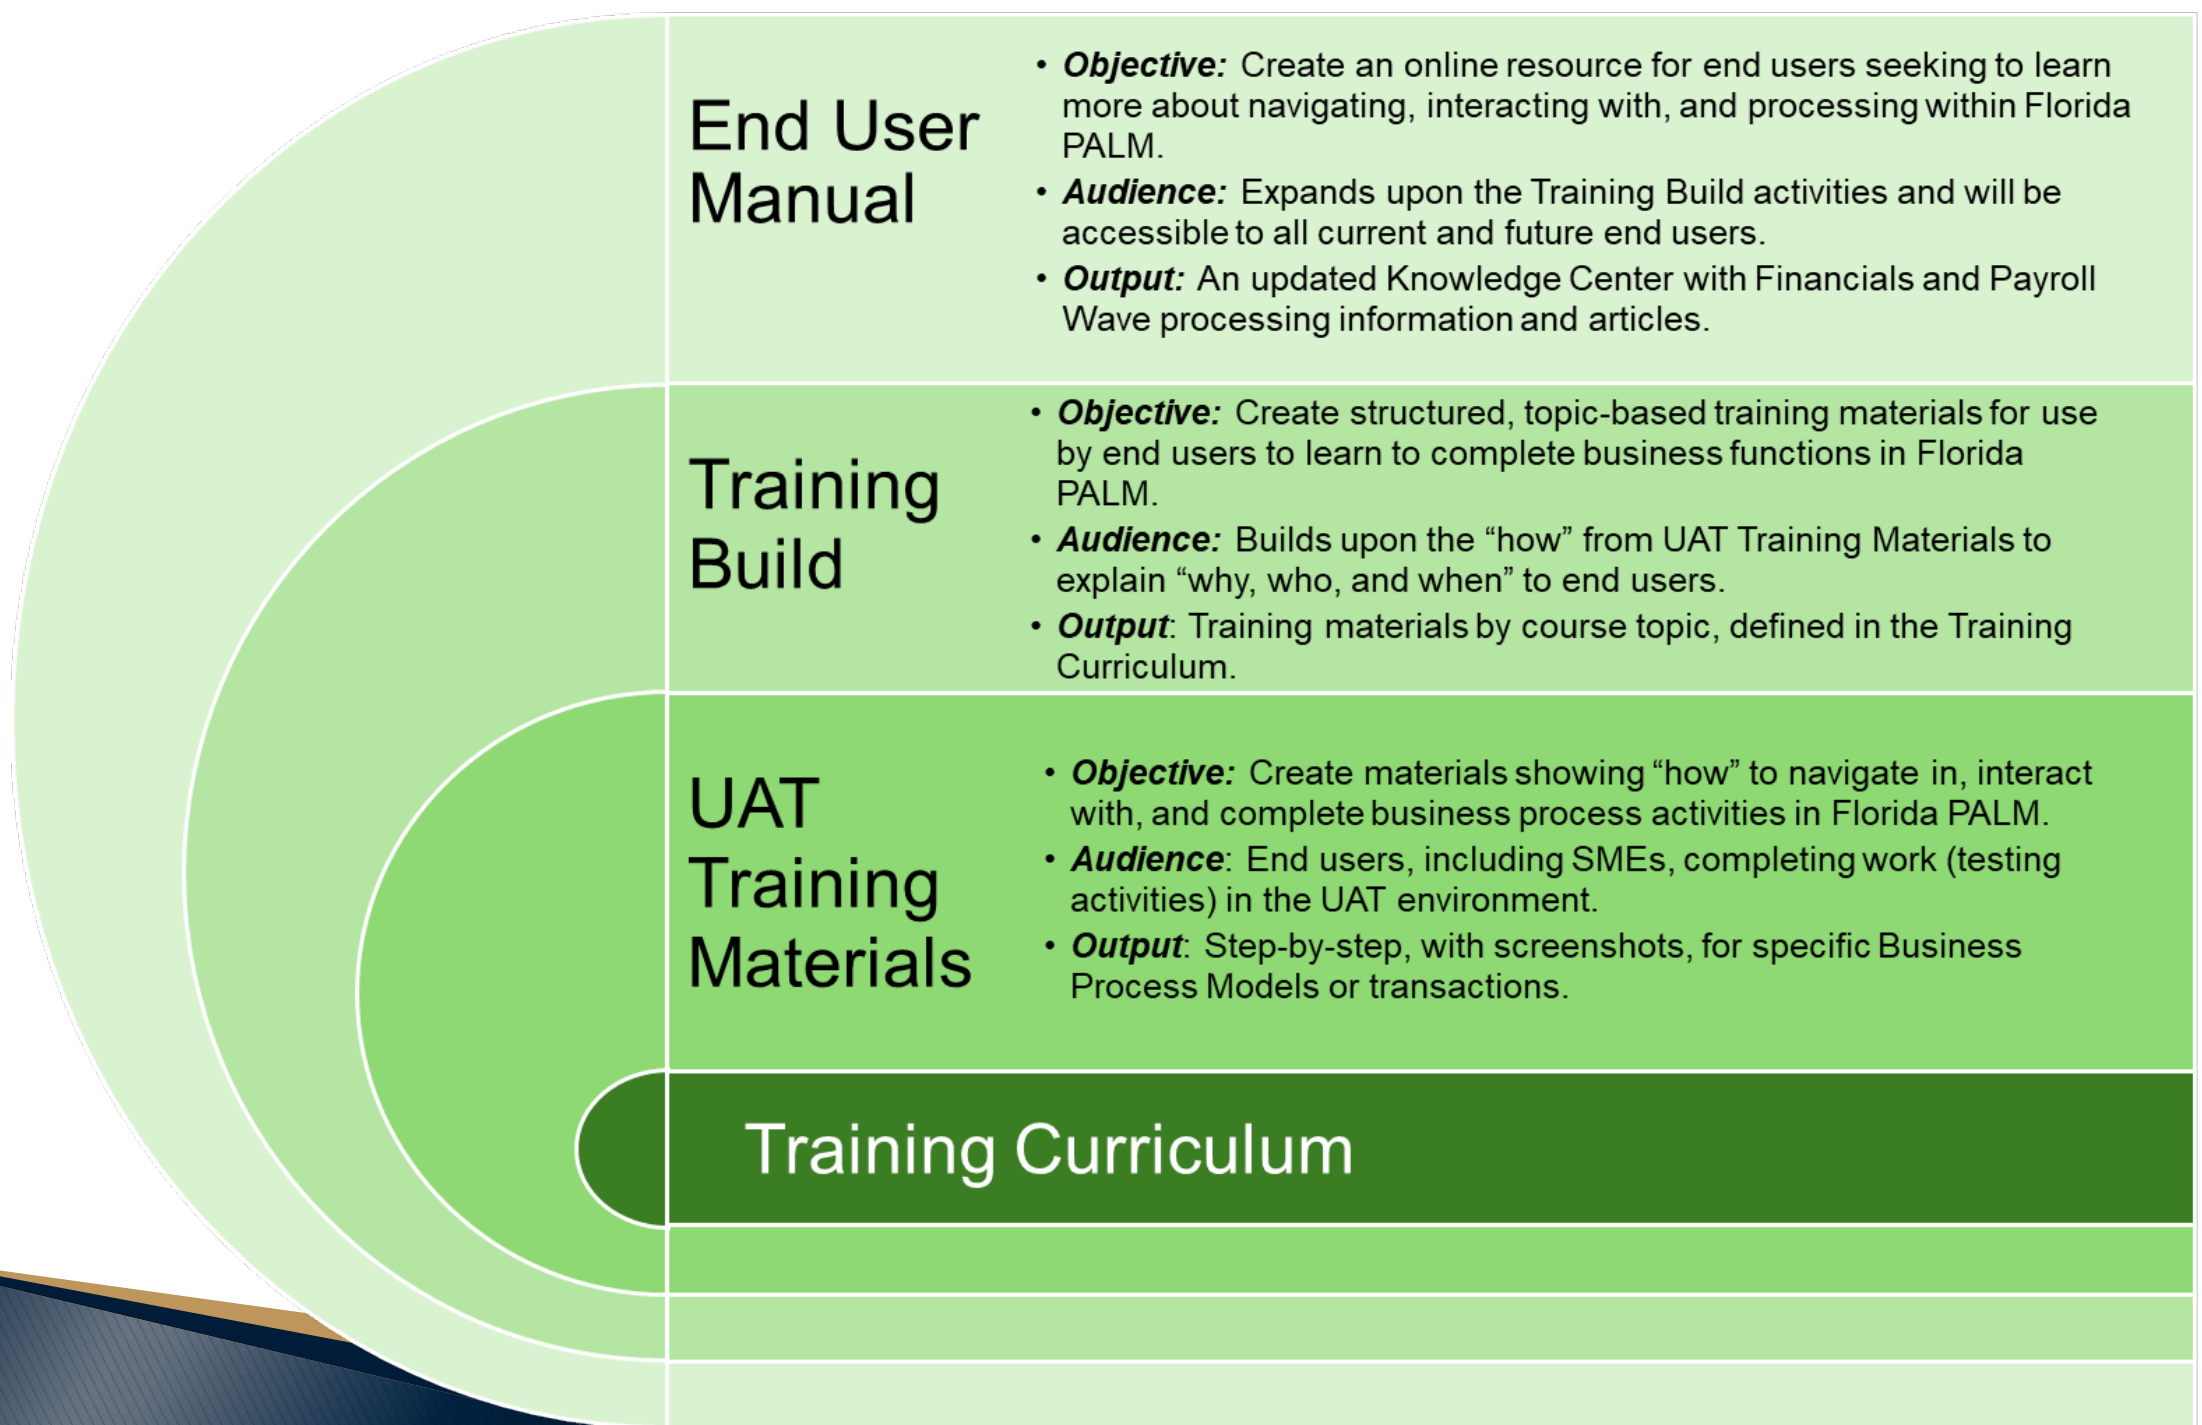 End User
Manual
• Objective: Create an online resource for end users seeking to learn
more about navigating, interacting with, and processing within Florida
PALM.
• Audience: Expands upon the Training Build activities and will be
accessible to all current and future end users.
• Output: An updated Knowledge Center with Financials and Payroll
Wave processing information and articles.
Training
Build
• Objective: Create structured, topic-based training materials for use
by end users to learn to complete business functions in Florida
PALM.
• Audience: Builds upon the “how” from UAT Training Materials to
explain “why, who, and when” to end users.
• Output: Training materials by course topic, defined in the Training
Curriculum.
UAT
Training
Materials
• Objective: Create materials showing “how” to navigate in, interact
with, and complete business process activities in Florida PALM.
• Audience: End users, including SMEs, completing work (testing
activities) in the UAT environment.
• Output: Step-by-step, with screenshots, for specific Business
Process Models or transactions.
Training Curriculum